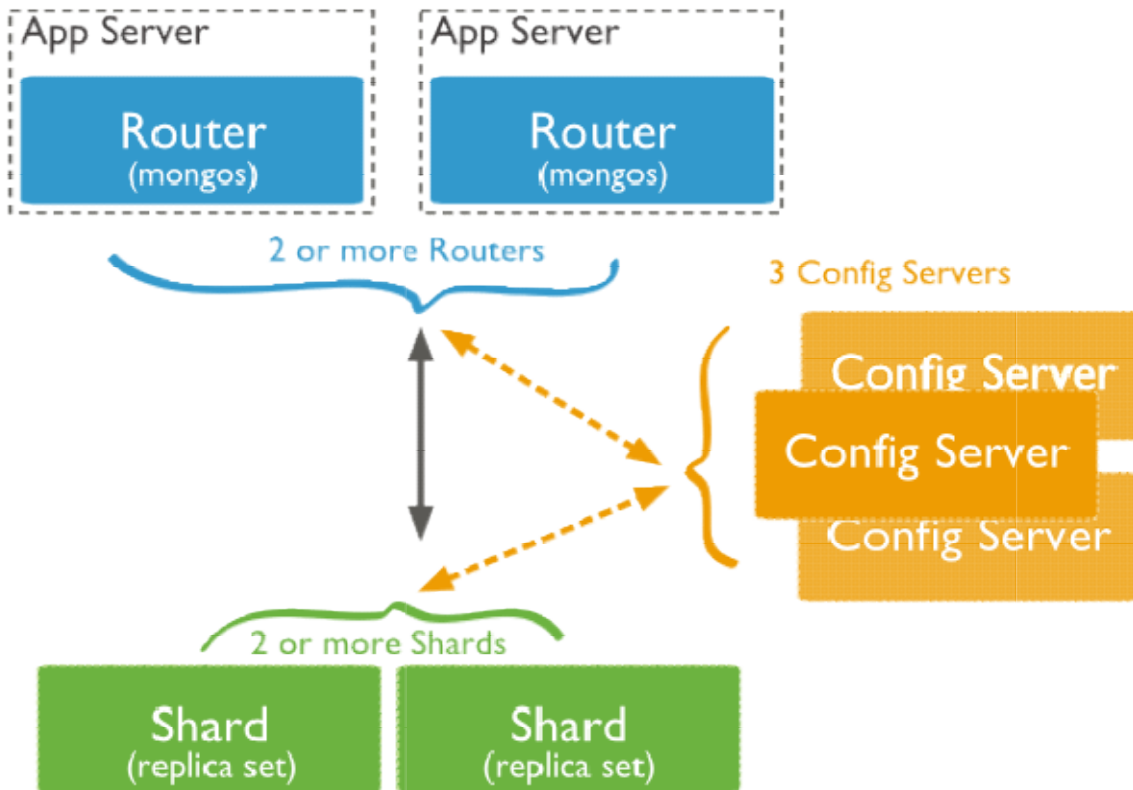 App Server
Router
(mongos)
App Server
Router
(mongos)
2 or more Routers
3 Config Servers
Config Server
Config Server
Config Server
2 or more Shards
Shard
(replica set)
Shard
(replica set)